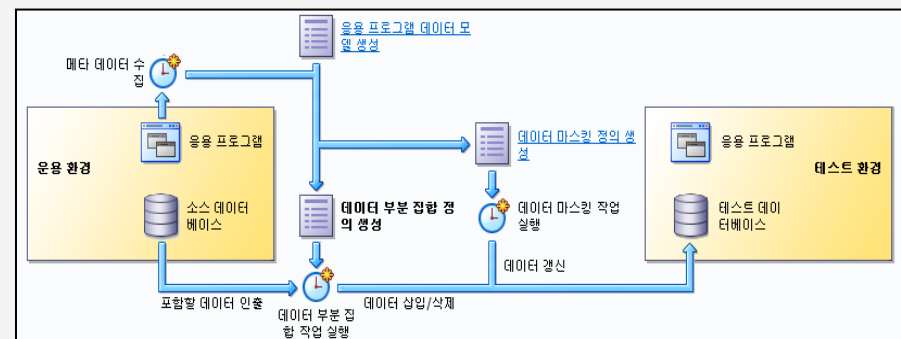 응용 프로그램 데이터 모
델 생성
메타 데이터 수
집
응용 프로그램
운용 환경
소스 데이터
베이스
데이터 마스킹 정의 생
성
데이터 부분 집합 정
의 생성
데이터 마스킹 작업
실행
응용 프로그램
테스트 환경
테스트 데이
터베이스
데이터 갱신
포함할 데이터 인출
데이터 삽입/삭제
데이터 부분 집
합 작업 실행